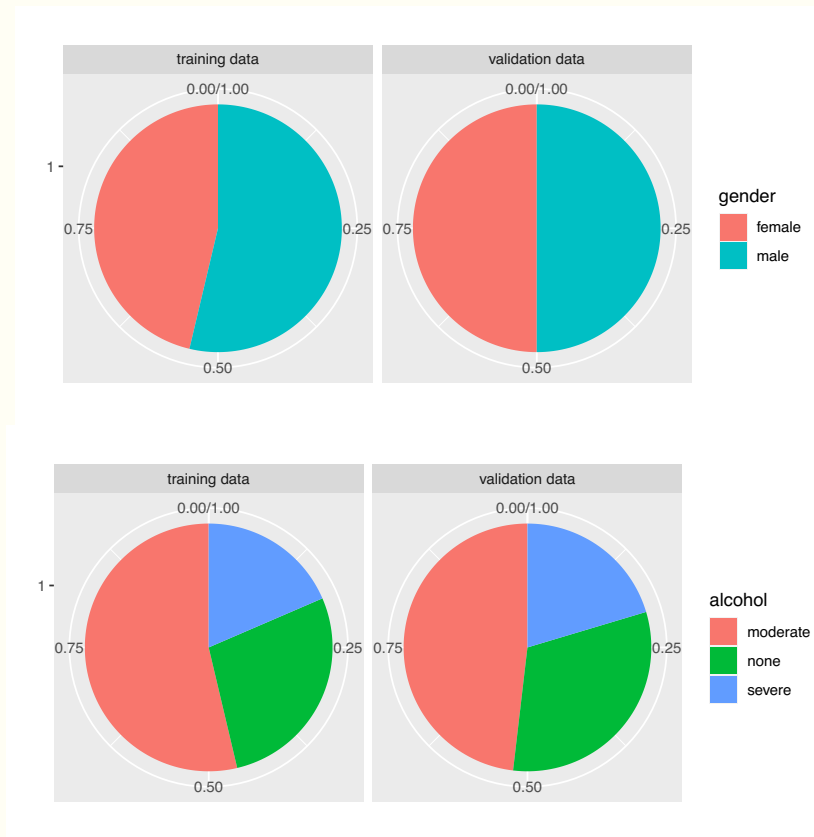 training data
validation data
0.00/1.00
0.00/1.00
1
0.75
0.25
0.75
0.25
0.50
0.50
gender
female
male
training data
validation data
0.00/1.00
0.00/1.00
1
0.75
0.25
0.75
0.25
0.50
0.50
alcohol
moderate
none
severe